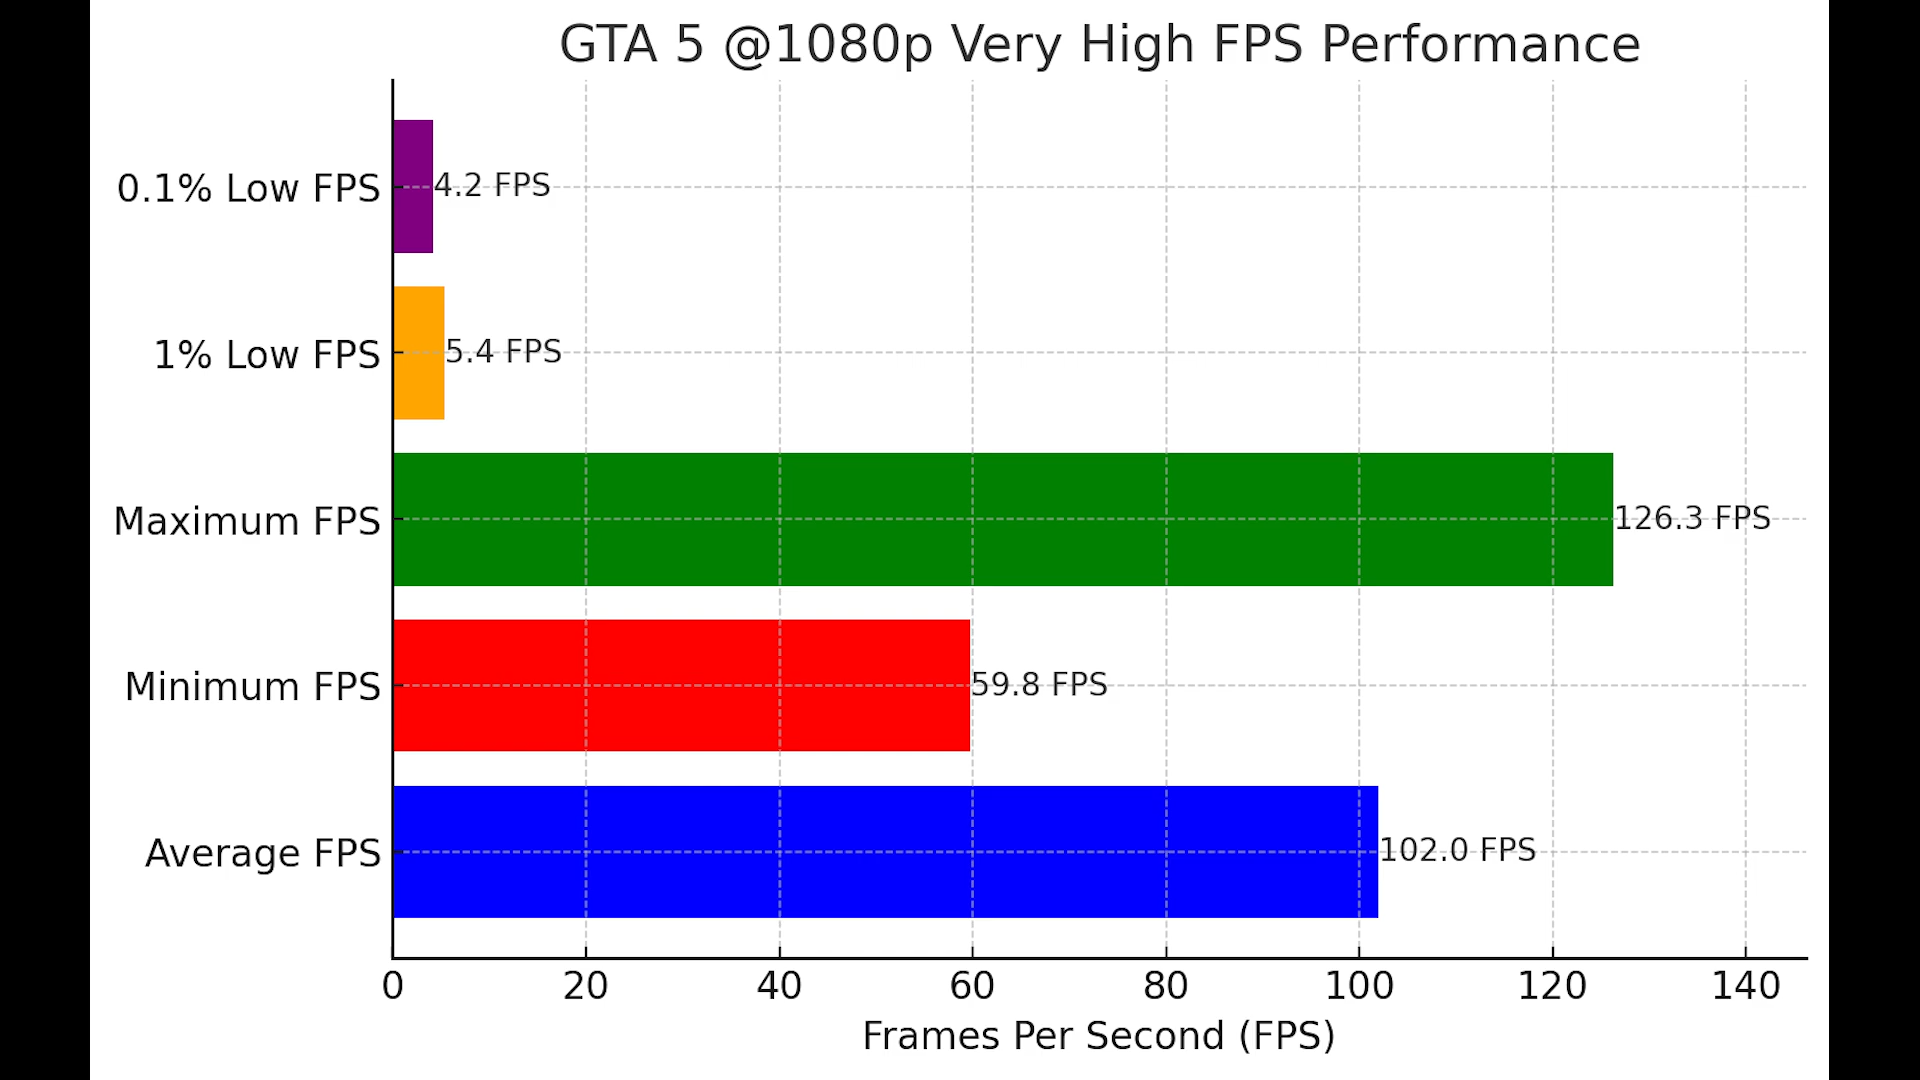 GTA 5 @1080p Very High FPS Performance
0.1% Low FPS
4.2 FPS
1% Low FPS
5.4 FPS
Maximum FPS
126.3 FPS
Minimum FPS
59.8 FPS
Average FPS
102.0 FPS
0 20 40 60 80 100 120 140
Frames Per Second (FPS)